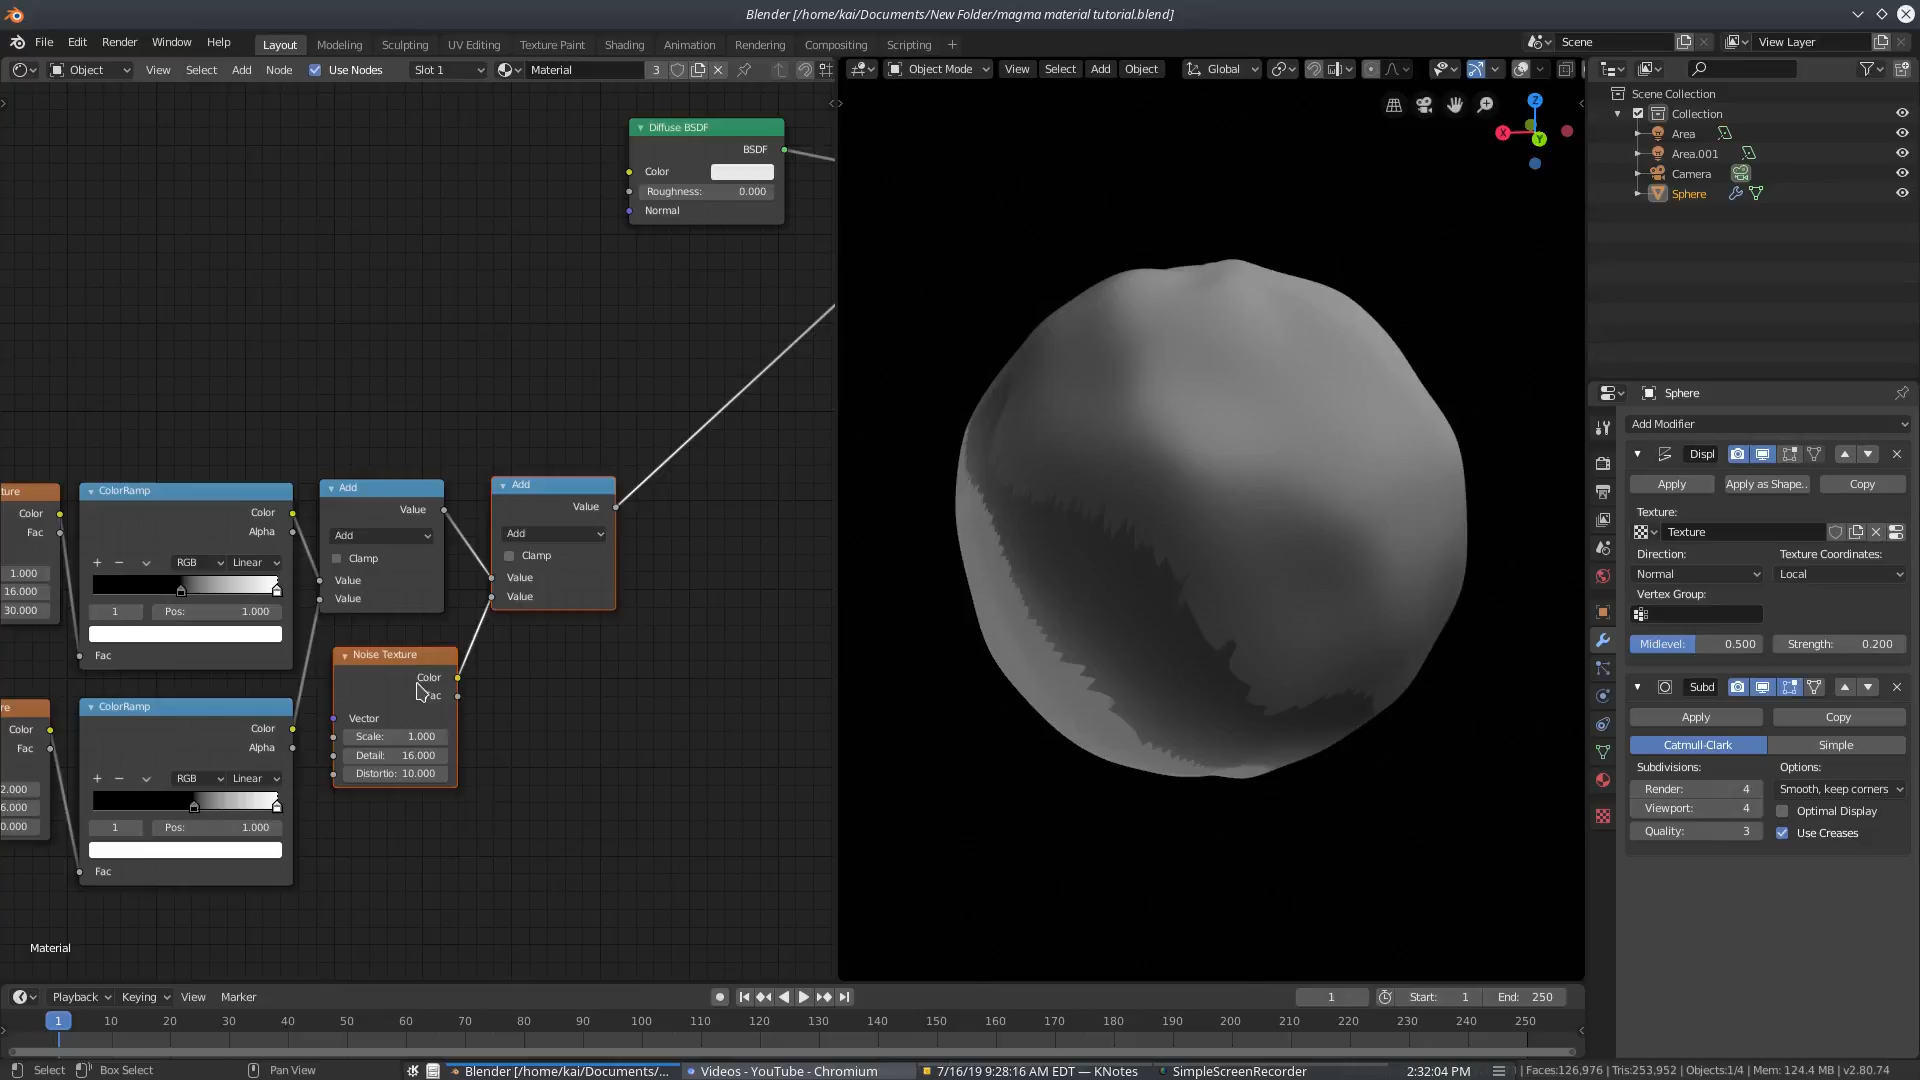 Blender [/home/kai/Documents/New Folder/magma material tutorial.blend]
File Edit Render Window Help
Layout Modeling Sculpting UV Editing Texture Paint Shading Animation Rendering Compositing Scripting +
Scene
View Layer
Object View Select Add Node Use Nodes Slot 1 Material 3
Object Mode View Select Add Object Global
Scene Collection
Collection
Area
Area.001
Camera
Sphere
Z
X
Y
Diffuse BSDF
BSDF
Color
Roughness: 0.000
Normal
ture
Color
Fac
1.000
16.000
30.000
ColorRamp
Color
Alpha
RGB Linear
1 Pos: 1.000
Fac
Add
Value
Add
Clamp
Value
Value
Add
Value
Add
Clamp
Value
Value
Noise Texture
Color
Fac
Vector
Scale: 1.000
Detail: 16.000
Distortio: 10.000
re
Color
Fac
2.000
6.000
0.000
ColorRamp
Color
Alpha
RGB Linear
1 Pos: 1.000
Fac
Material
Sphere
Add Modifier
Displ
Apply Apply as Shape.. Copy
Texture:
Texture
Direction: Texture Coordinates:
Normal Local
Vertex Group:
Midlevel: 0.500 Strength: 0.200
Subd
Apply Copy
Catmull-Clark Simple
Subdivisions: Options:
Render: 4 Smooth, keep corners
Viewport: 4 Optimal Display
Quality: 3 Use Creases
Playback Keying View Marker
1 Start: 1 End: 250
1 10 20 30 40 50 60 70 80 90 100 110 120 130 140 150 160 170 180 190 200 210 220 230 240 250
Select Box Select Pan View
Blender [/home/kai/Documents/... Videos - YouTube - Chromium 7/16/19 9:28:16 AM EDT — KNotes SimpleScreenRecorder 2:32:04 PM
| Faces:126,976 | Tris:253,952 | Objects:1/4 | Mem: 124.4 MB | v2.80.74